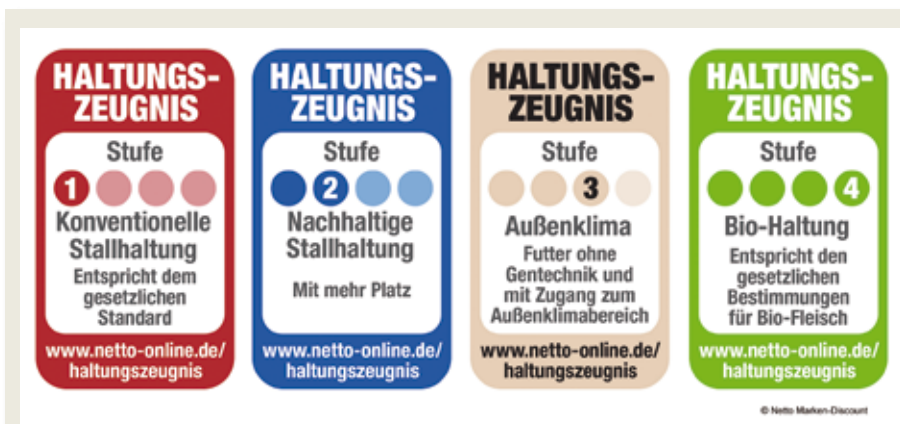 HALTUNGS-
ZEUGNIS
Stufe
1
Konventionelle
Stallhaltung
Entspricht dem
gesetzlichen
Standard
www.netto-online.de/
haltungszeugnis
HALTUNGS-
ZEUGNIS
Stufe
2
Nachhaltige
Stallhaltung
Mit mehr Platz
www.netto-online.de/
haltungszeugnis
HALTUNGS-
ZEUGNIS
Stufe
3
Außenklima
Futter ohne
Gentechnik und
mit Zugang zum
Außenklimabereich
www.netto-online.de/
haltungszeugnis
HALTUNGS-
ZEUGNIS
Stufe
4
Bio-Haltung
Entspricht den
gesetzlichen
Bestimmungen
für Bio-Fleisch
www.netto-online.de/
haltungszeugnis
© Netto Marken-Discount